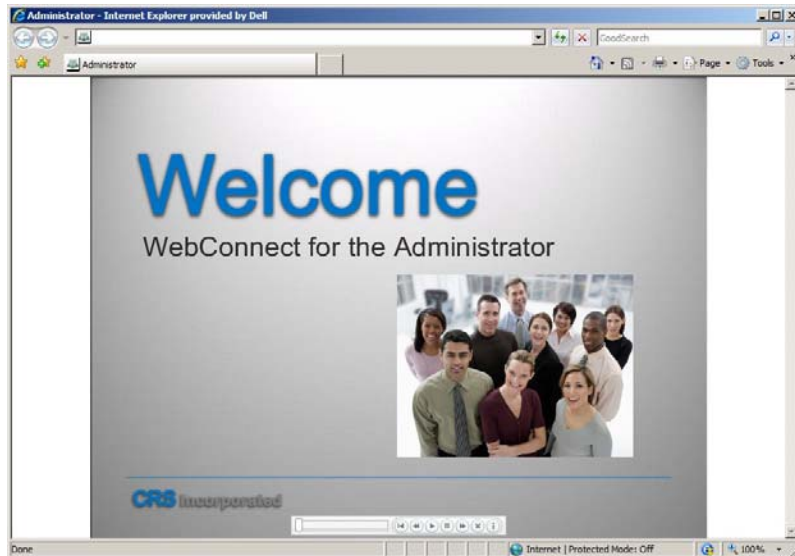 Administrator - Internet Explorer provided by Dell
GoodSearch
Administrator
Page
Tools
Welcome
WebConnect for the Administrator
CRS Incorporated
Done
Internet | Protected Mode: Off
100%